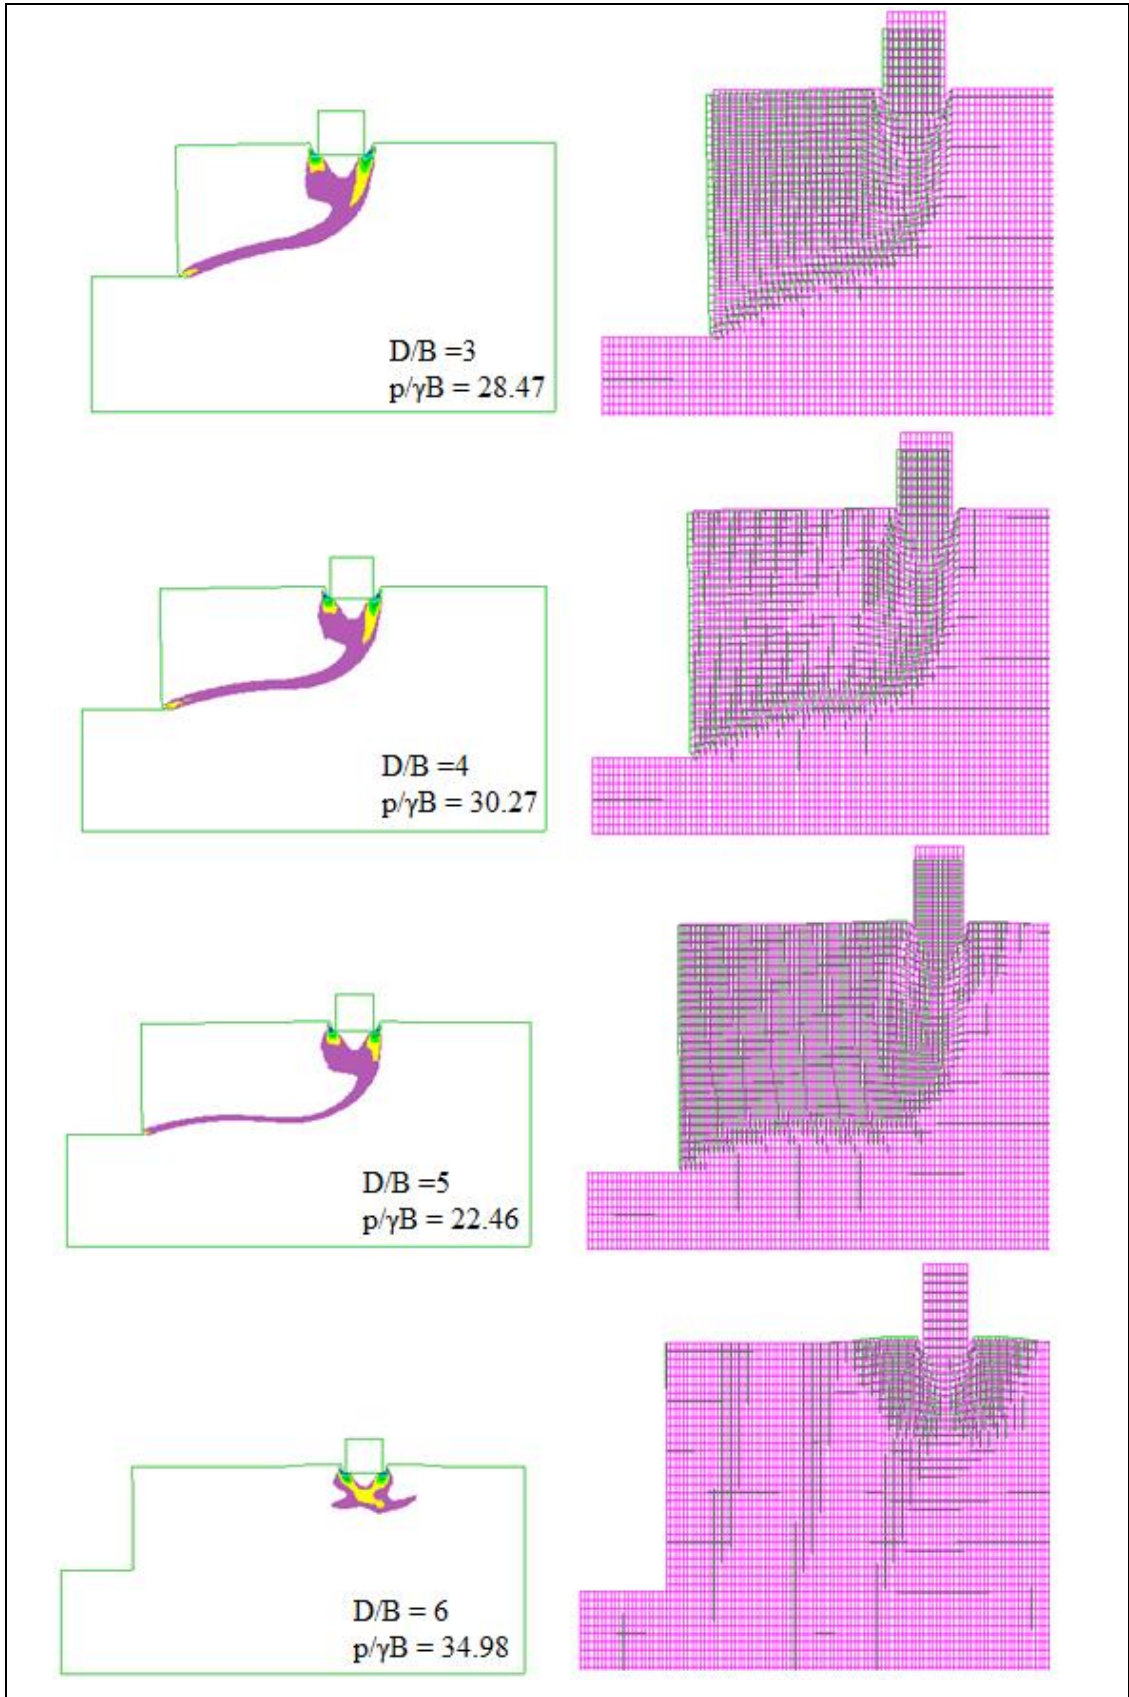 D/B =3
p/γB = 28.47
D/B =4
p/γB = 30.27
D/B =5
p/γB = 22.46
D/B = 6
p/γB = 34.98